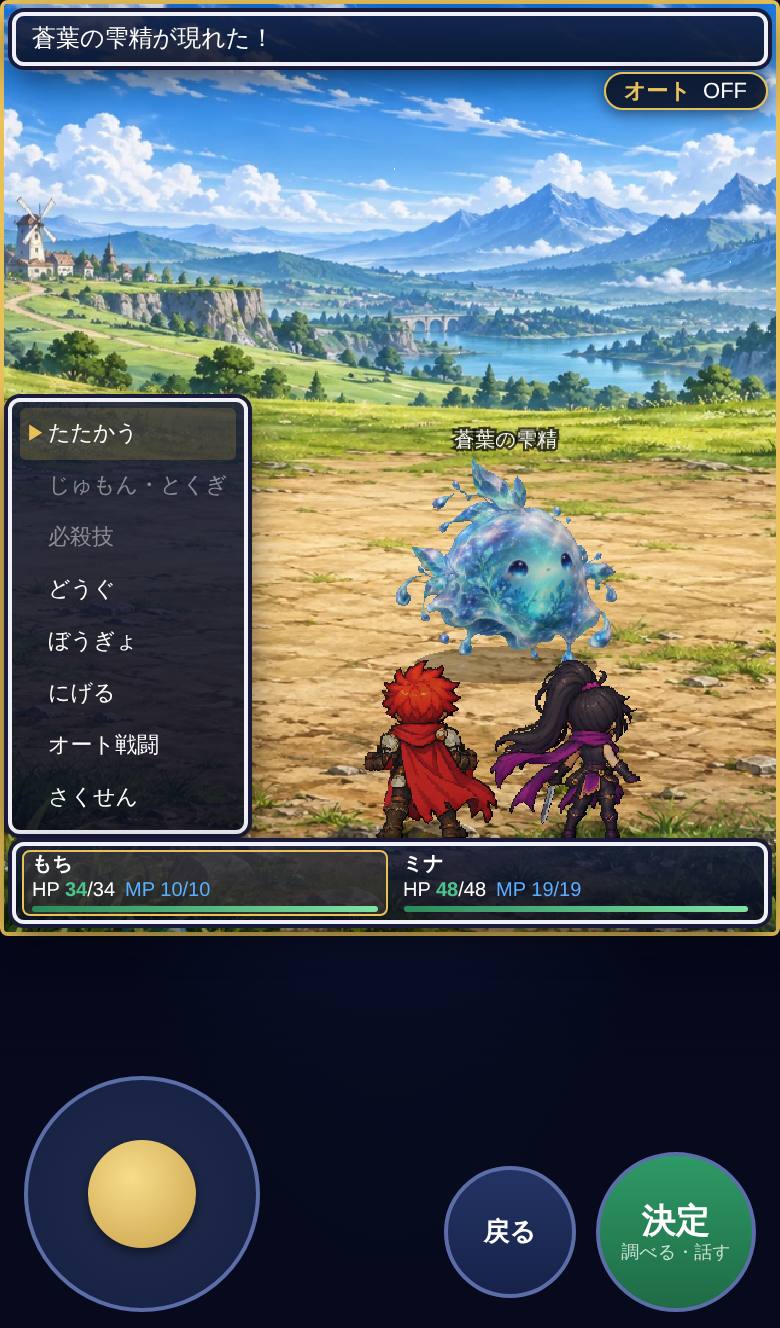 蒼葉の雫精が現れた！
オート OFF
蒼葉の雫精
▶たたかう
じゅもん・とくぎ
必殺技
どうぐ
ぼうぎょ
にげる
オート戦闘
さくせん
もち
HP 34/34 MP 10/10
ミナ
HP 48/48 MP 19/19
戻る
決定
調べる・話す